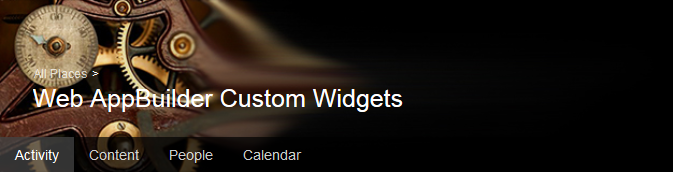 All Places >
Web AppBuilder Custom Widgets
Activity Content People Calendar